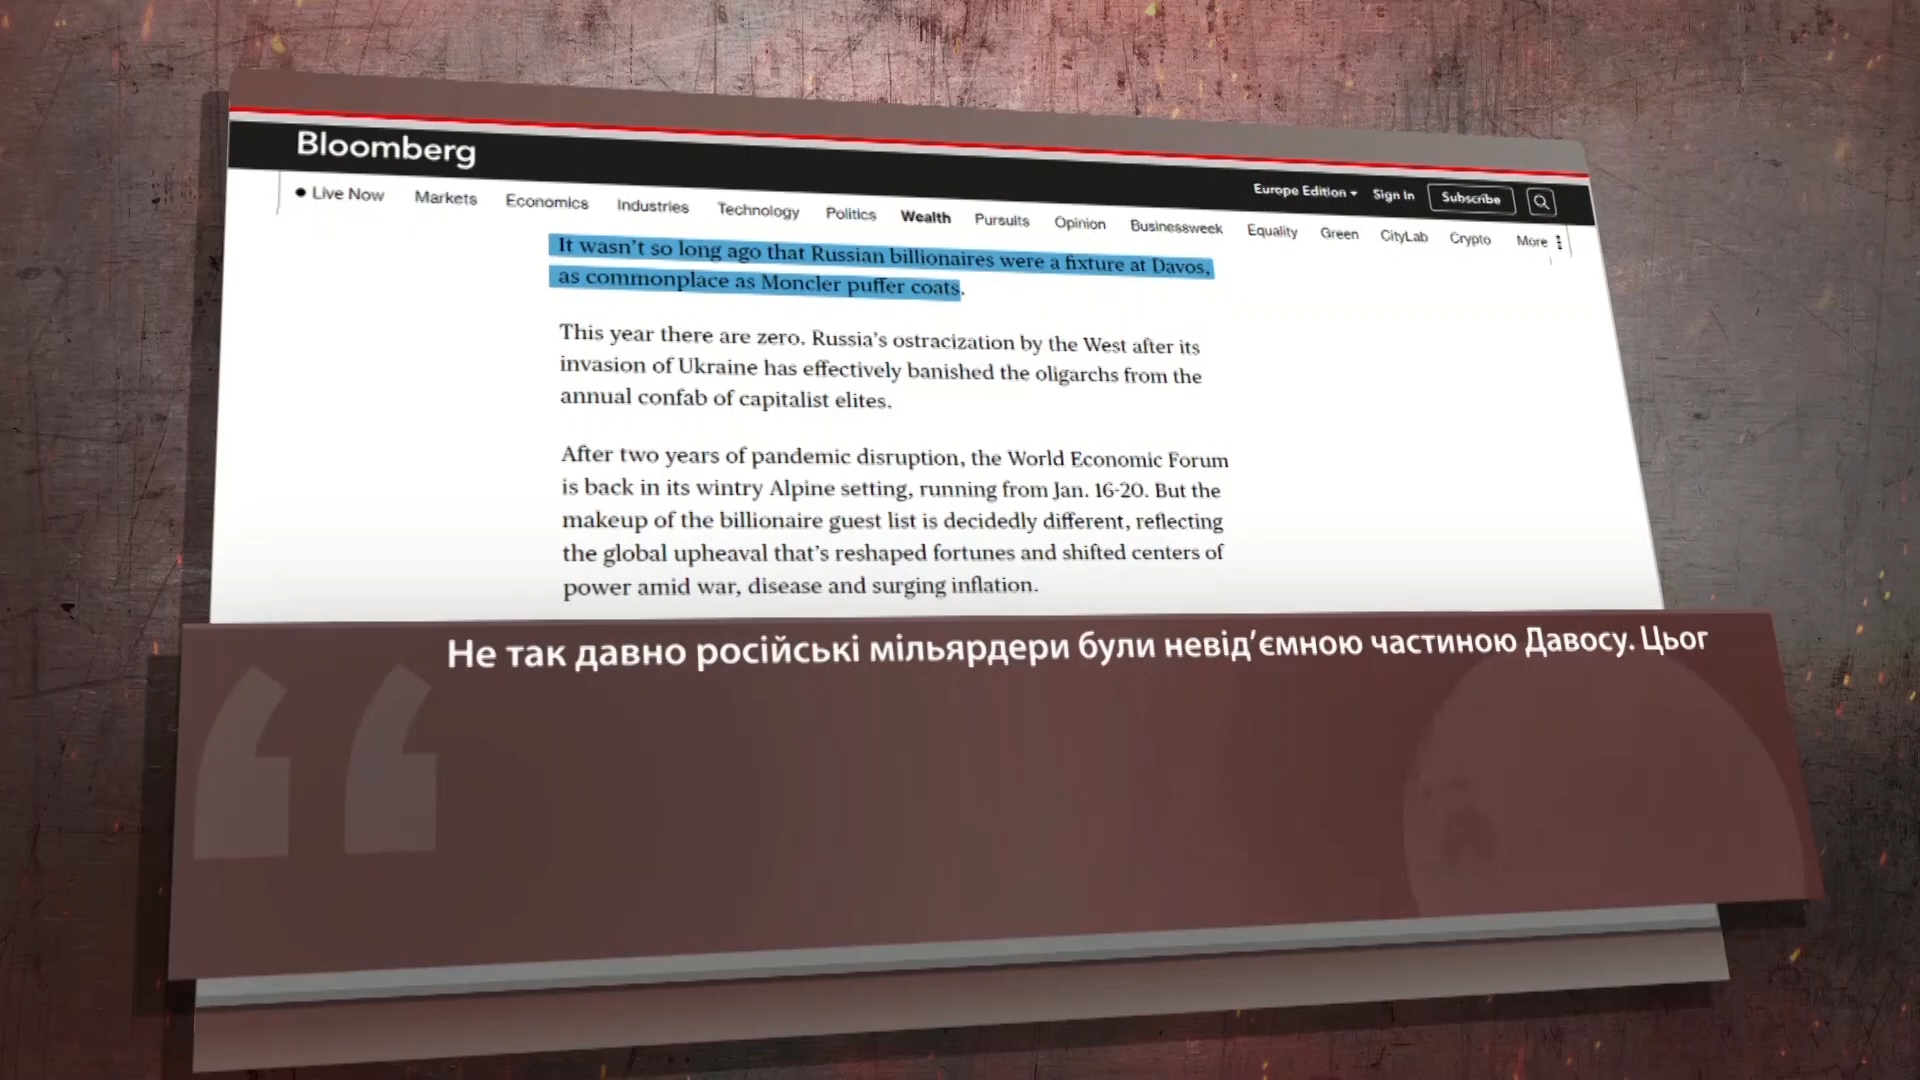 Bloomberg
Europe Edition Sign In Subscribe
Live Now Markets Economics Industries Technology Politics Wealth Pursuits Opinion Businessweek Equality Green CityLab Crypto More
It wasn't so long ago that Russian billionaires were a fixture at Davos,
as commonplace as Moncler puffer coats.
This year there are zero. Russia's ostracization by the West after its
invasion of Ukraine has effectively banished the oligarchs from the
annual confab of capitalist elites.
After two years of pandemic disruption, the World Economic Forum
is back in its wintry Alpine setting, running from Jan. 16-20. But the
makeup of the billionaire guest list is decidedly different, reflecting
the global upheaval that's reshaped fortunes and shifted centers of
power amid war, disease and surging inflation.
Не так давно російські мільярдери були невід’ємною частиною Давосу. Цьог